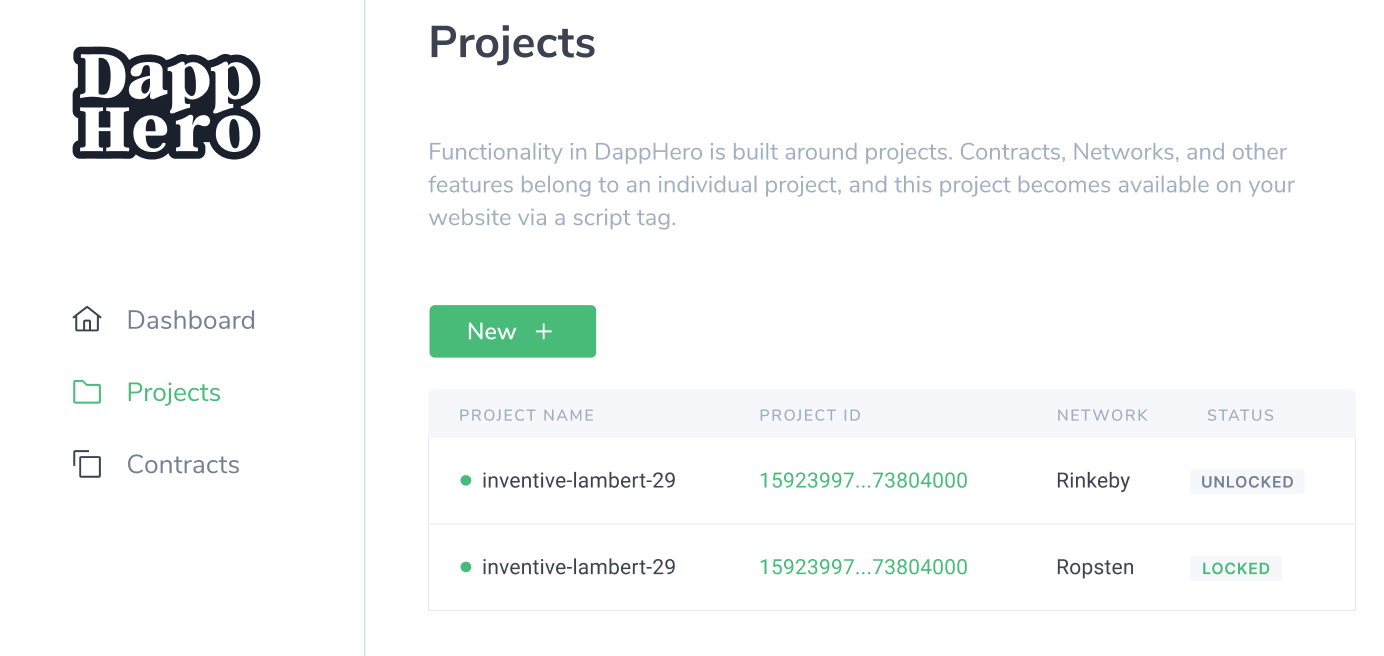 Dapp
Hero
Dashboard
Projects
Contracts
Projects
Functionality in DappHero is built around projects. Contracts, Networks, and other
features belong to an individual project, and this project becomes available on your
website via a script tag.
New +
PROJECT NAME PROJECT ID NETWORK STATUS
inventive-lambert-29 15923997...73804000 Rinkeby UNLOCKED
inventive-lambert-29 15923997...73804000 Ropsten LOCKED